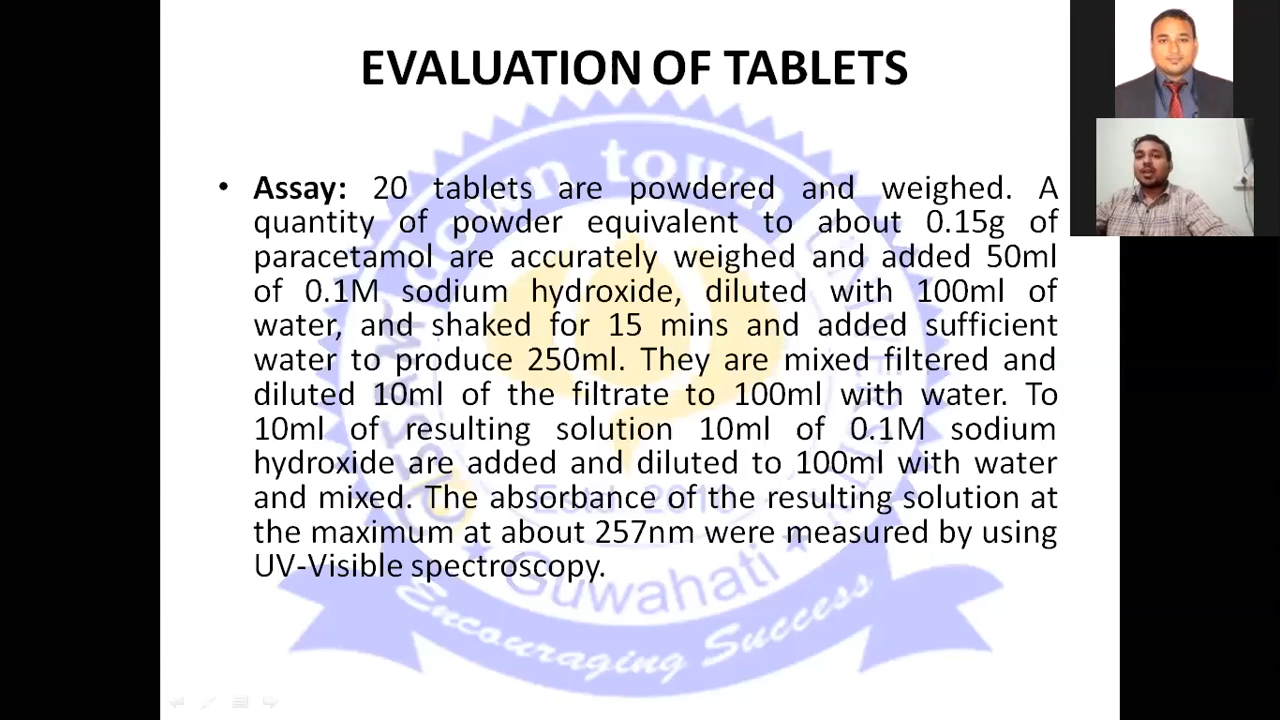 EVALUATION OF TABLETS
• Assay: 20 tablets are powdered and weighed. A
quantity of powder equivalent to about 0.15g of
paracetamol are accurately weighed and added 50ml
of 0.1M sodium hydroxide, diluted with 100ml of
water, and shaked for 15 mins and added sufficient
water to produce 250ml. They are mixed filtered and
diluted 10ml of the filtrate to 100ml with water. To
10ml of resulting solution 10ml of 0.1M sodium
hydroxide are added and diluted to 100ml with water
and mixed. The absorbance of the resulting solution at
the maximum at about 257nm were measured by using
UV-Visible spectroscopy.
down town
Guwahati
Encouraging Success